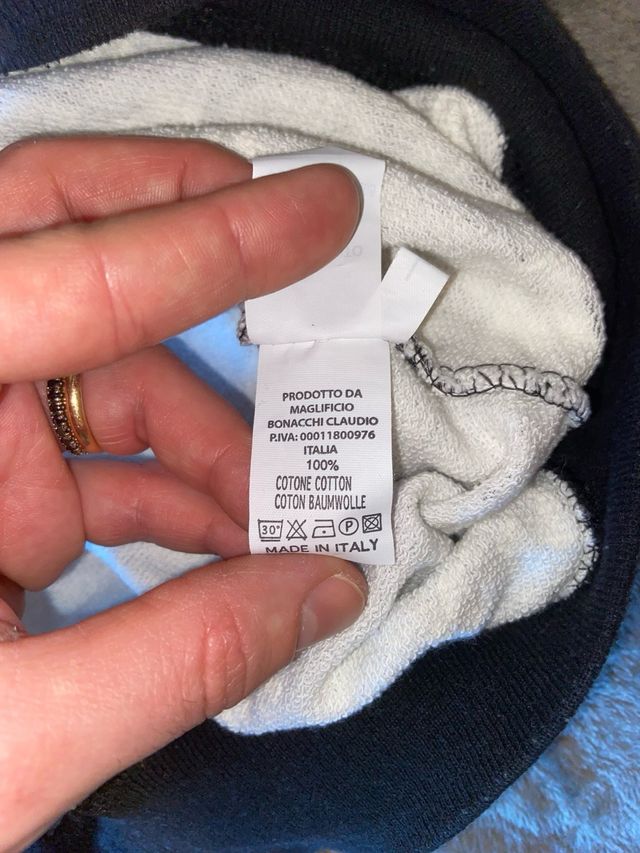 PRODOTTO DA
MAGLIFICIO
BONACCHI CLAUDIO
P.IVA: 00011800976
ITALIA
100%
COTONE COTTON
COTON BAUMWOLLE
30° P
MADE IN ITALY